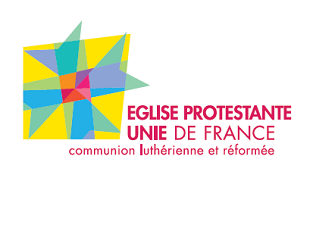 EGLISE PROTESTANTE
UNIE DE FRANCE
communion luthérienne et réformée